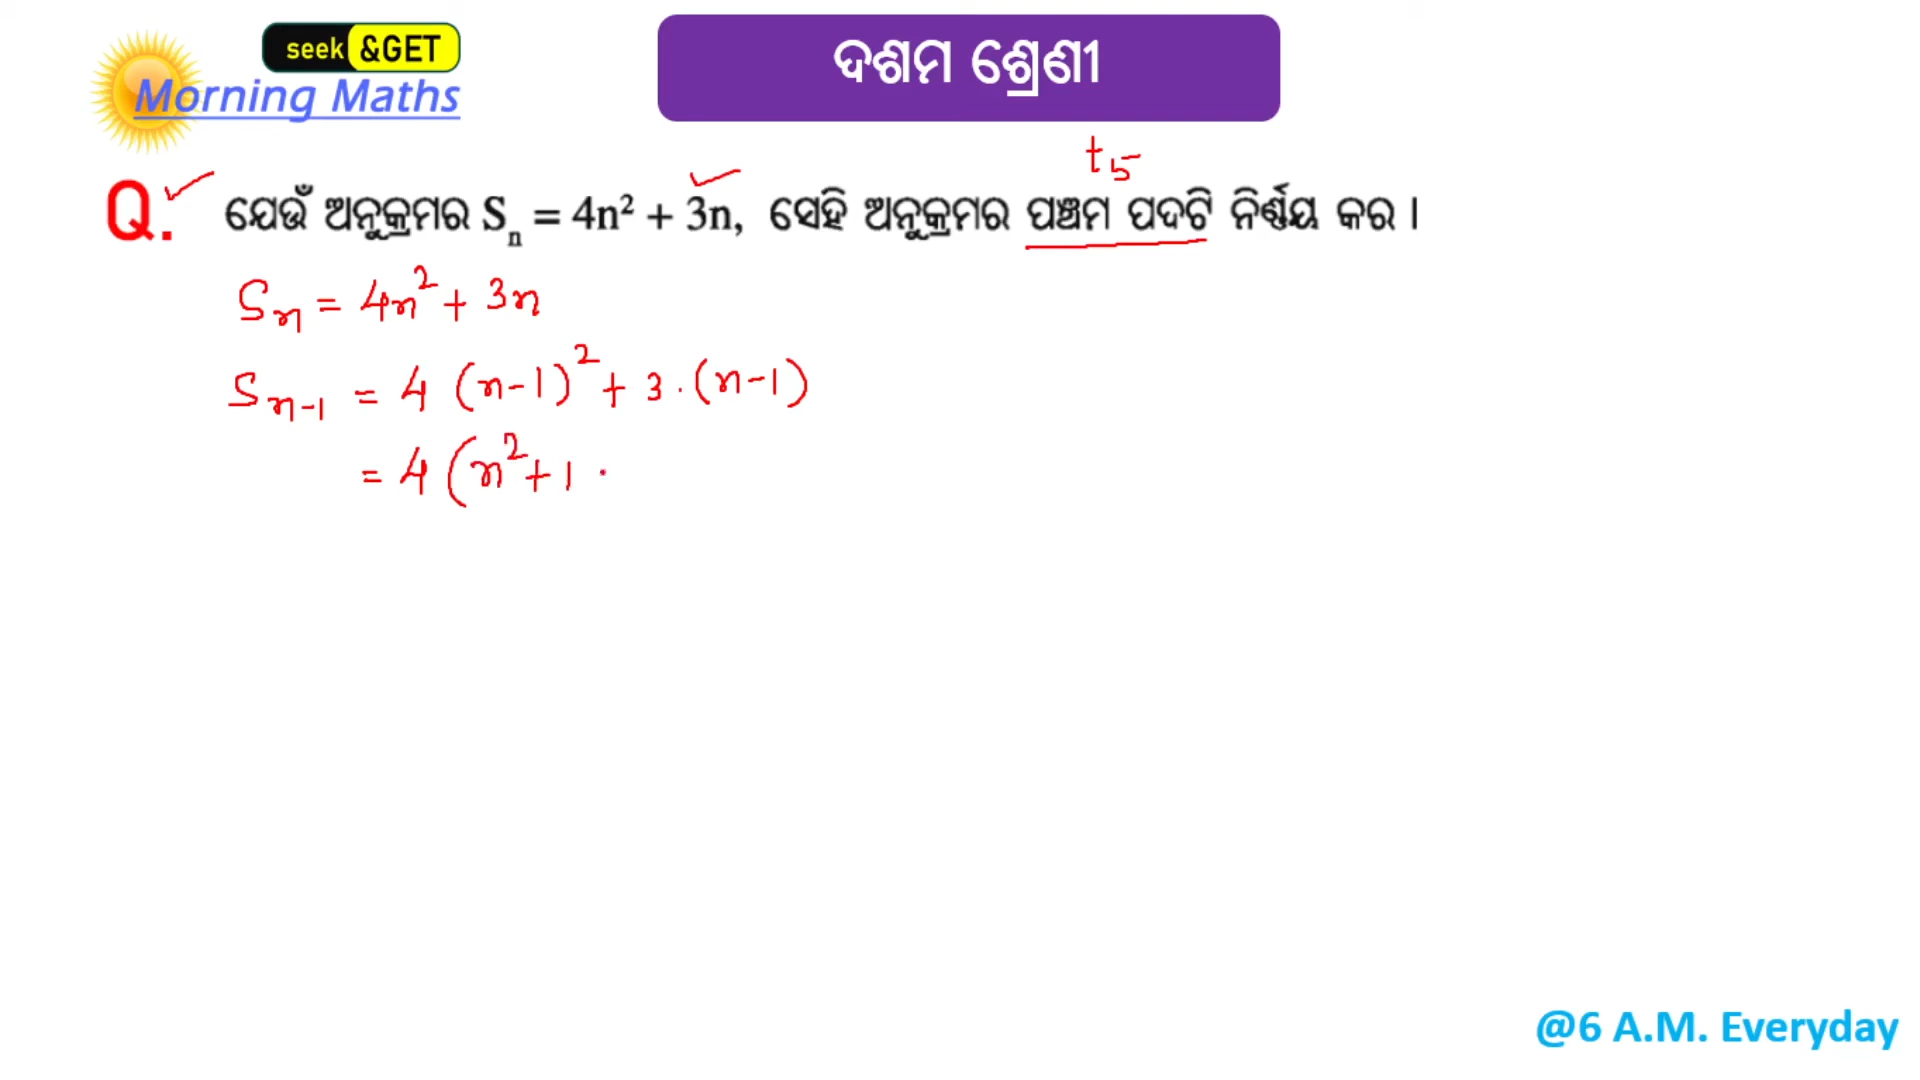 seek &GET
Morning Maths
ଦଶମ ଶ୍ରେଣୀ
t₅
Q. ଯେଉଁ ଅନୁକ୍ରମର Sₙ = 4n² + 3n, ସେହି ଅନୁକ୍ରମର ପଞ୍ଚମ ପଦଟି ନିର୍ଣ୍ଣୟ କର ।
Sₙ = 4n² + 3n
Sₙ₋₁ = 4 (n-1)² + 3 . (n-1)
= 4 (n² + 1
@6 A.M. Everyday